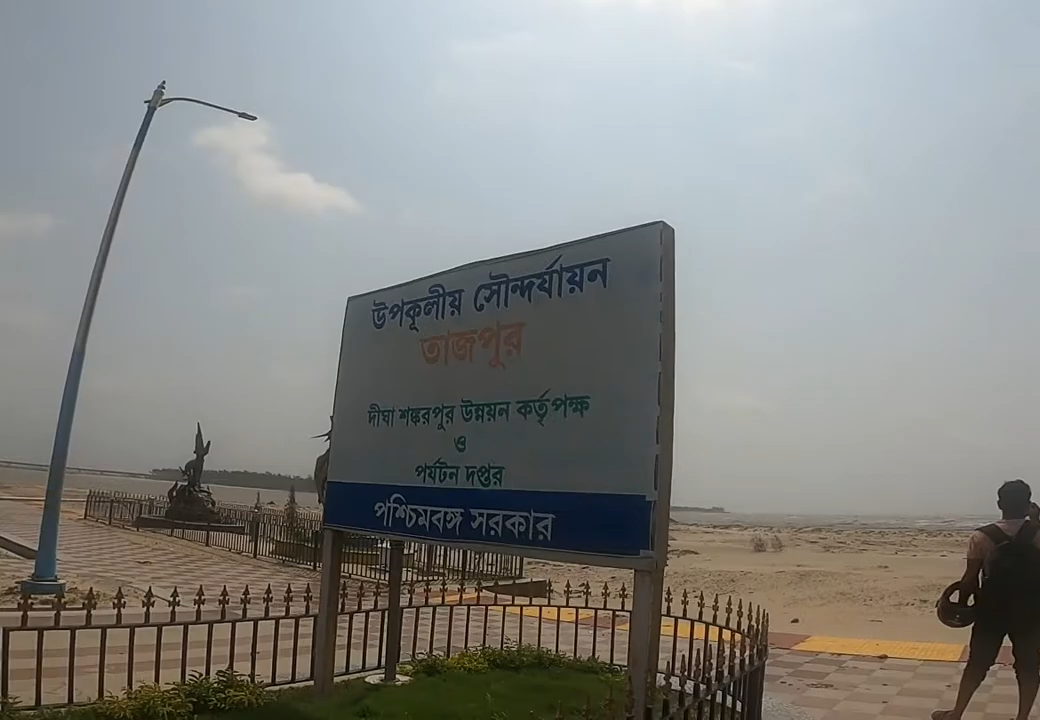 উপকূলীয় সৌন্দর্যায়ন
তাজপুর
দীঘা শঙ্করপুর উন্নয়ন কর্তৃপক্ষ
ও
পর্যটন দপ্তর
পশ্চিমবঙ্গ সরকার